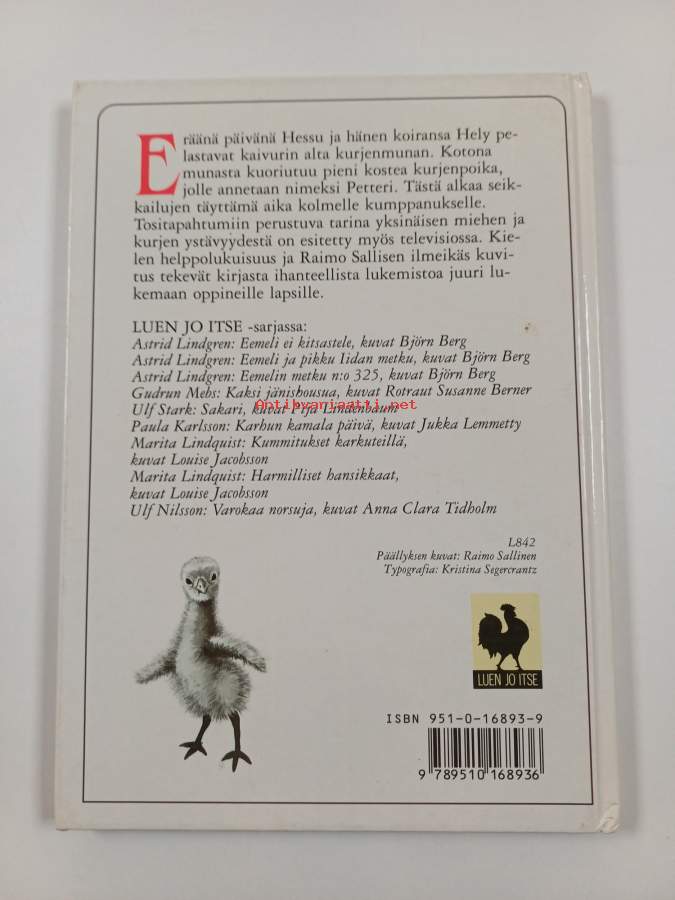 Eräänä päivänä Hessu ja hänen koiransa Hely pe-
lastavat kaivurin alta kurjenmunan. Kotona
munasta kuoriutuu pieni kostea kurjenpoika,
jolle annetaan nimeksi Petteri. Tästä alkaa seik-
kailujen täyttämä aika kolmelle kumppanukselle.
Tositapahtumiin perustuva tarina yksinäisen miehen ja
kurjen ystävyydestä on esitetty myös televisiossa. Kie-
len helppolukuisuus ja Raimo Sallisen ilmeikäs kuvi-
tus tekevät kirjasta ihanteellista lukemistoa juuri lu-
kemaan oppineille lapsille.
LUEN JO ITSE -sarjassa:
Astrid Lindgren: Eemeli ei kitsastele, kuvat Björn Berg
Astrid Lindgren: Eemeli ja pikku Iidan metku, kuvat Björn Berg
Astrid Lindgren: Eemelin metku n:o 325, kuvat Björn Berg
Gudrun Mebs: Kaksi jänishousua, kuvat Rotraut Susanne Berner
Antikvariaatti.net
Ulf Stark: Sakari, kuvat Pija Lindenbaum
Paula Karlsson: Karhun kamala päivä, kuvat Jukka Lemmetty
Marita Lindquist: Kummitukset karkuteillä,
kuvat Louise Jacobsson
Marita Lindquist: Harmilliset hansikkaat,
kuvat Louise Jacobsson
Ulf Nilsson: Varokaa norsuja, kuvat Anna Clara Tidholm
L842
Päällyksen kuvat: Raimo Sallinen
Typografia: Kristina Segercrantz
LUEN JO ITSE
ISBN 951-0-16893-9
9 789510 168936